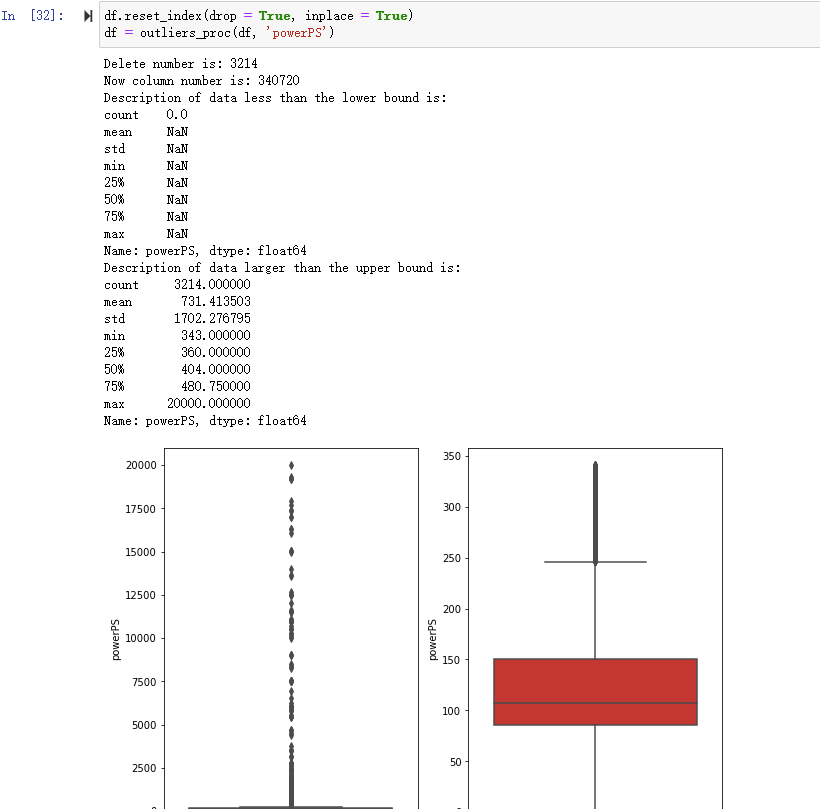 In [32]:
df.reset_index(drop = True, inplace = True)
df = outliers_proc(df, 'powerPS')
Delete number is: 3214
Now column number is: 340720
Description of data less than the lower bound is:
count 0.0
mean NaN
std NaN
min NaN
25% NaN
50% NaN
75% NaN
max NaN
Name: powerPS, dtype: float64
Description of data larger than the upper bound is:
count 3214.000000
mean 731.413503
std 1702.276795
min 343.000000
25% 360.000000
50% 404.000000
75% 480.750000
max 20000.000000
Name: powerPS, dtype: float64
20000
17500
15000
12500
10000
7500
5000
2500
powerPS
350
300
250
200
150
100
50
powerPS